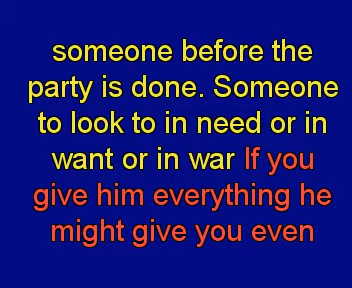 someone before the
party is done. Someone
to look to in need or in
want or in war If you
give him everything he
might give you even